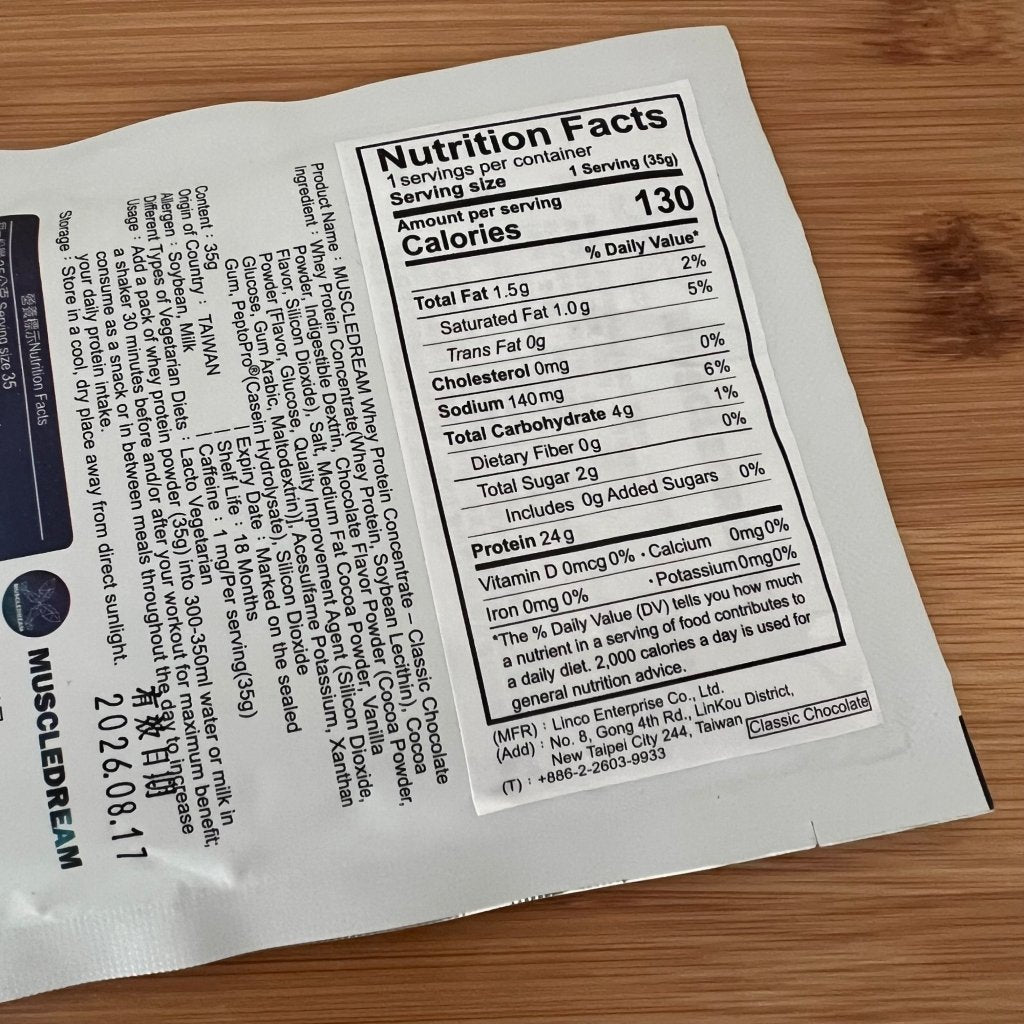 Nutrition Facts
1 servings per container
Serving size 1 Serving (35g)
Amount per serving
Calories 130
% Daily Value*
Total Fat 1.5g 2%
Saturated Fat 1.0g 5%
Trans Fat 0g
Cholesterol 0mg 0%
Sodium 140mg 6%
Total Carbohydrate 4g 1%
Dietary Fiber 0g 0%
Total Sugar 2g
Includes 0g Added Sugars 0%
Protein 24g
Vitamin D 0mcg 0% · Calcium 0mg 0%
Iron 0mg 0% · Potassium 0mg 0%
*The % Daily Value (DV) tells you how much
a nutrient in a serving of food contributes to
a daily diet. 2,000 calories a day is used for
general nutrition advice.
(MFR) : Linco Enterprise Co., Ltd.
(Add) : No. 8, Gong 4th Rd., LinKou District,
New Taipei City 244, Taiwan
(T) : +886-2-2603-9933
Classic Chocolate
Product Name : MUSCLEDREAM Whey Protein Concentrate – Classic Chocolate
Ingredient : Whey Protein Concentrate(Whey Protein, Soybean Lecithin), Cocoa
Powder, Indigestible Dextrin, Chocolate Flavor Powder (Cocoa Powder,
Flavor, Silicon Dioxide), Salt, Medium Fat Cocoa Powder, Vanilla
Powder [Flavor, Glucose, Quality Improvement Agent (Silicon Dioxide,
Glucose, Gum Arabic, Maltodextrin)], Acesulfame Potassium, Xanthan
Gum, PeptoPro®(Casein Hydrolysate), Silicon Dioxide
Content : 35g | Expiry Date : Marked on the sealed
Origin of Country : TAIWAN | Shelf Life : 18 Months
Allergen : Soybean, Milk | Caffeine : 1 mg/Per serving(35g)
Different Types of Vegetarian Diets : Lacto Vegetarian
Usage : Add a pack of whey protein powder (35g) into 300-350ml water or milk in
a shaker 30 minutes before and/or after your workout for maximum benefit;
consume as a snack or in between meals throughout the day to increase
your daily protein intake.
Storage : Store in a cool, dry place away from direct sunlight.
有效日期
2026.08.17
MUSCLEDREAM
營養標示Nutrition Facts
Serving size 35